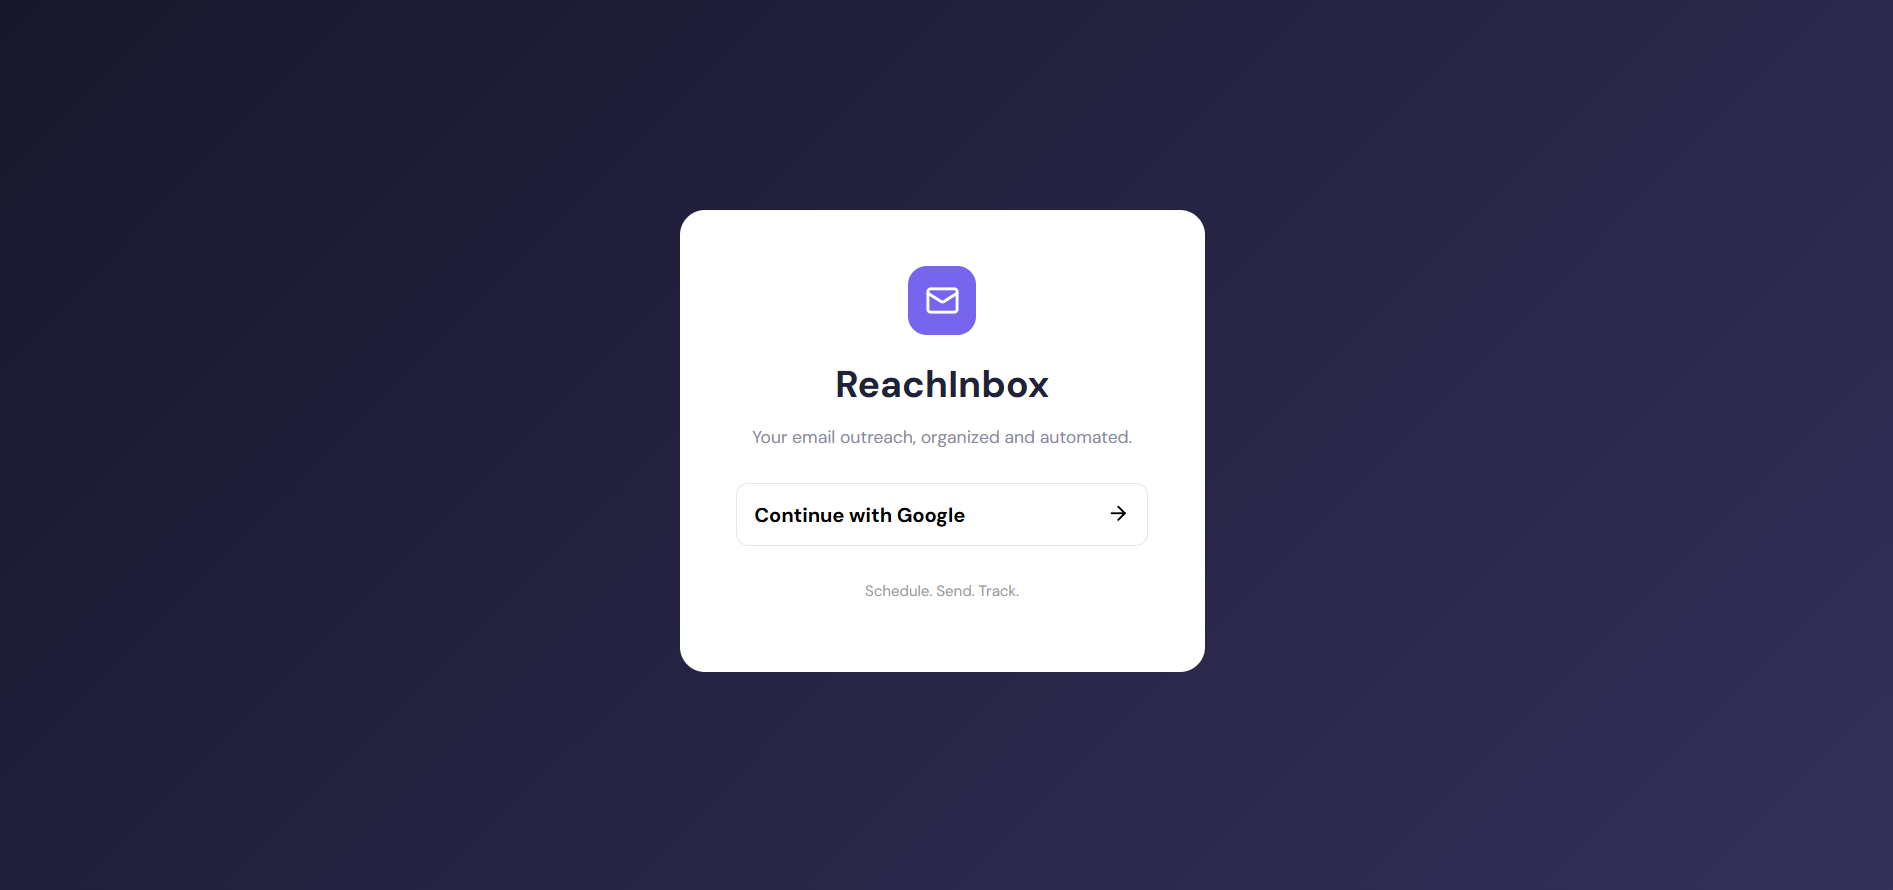 ReachInbox
Your email outreach, organized and automated.
Continue with Google
Schedule. Send. Track.